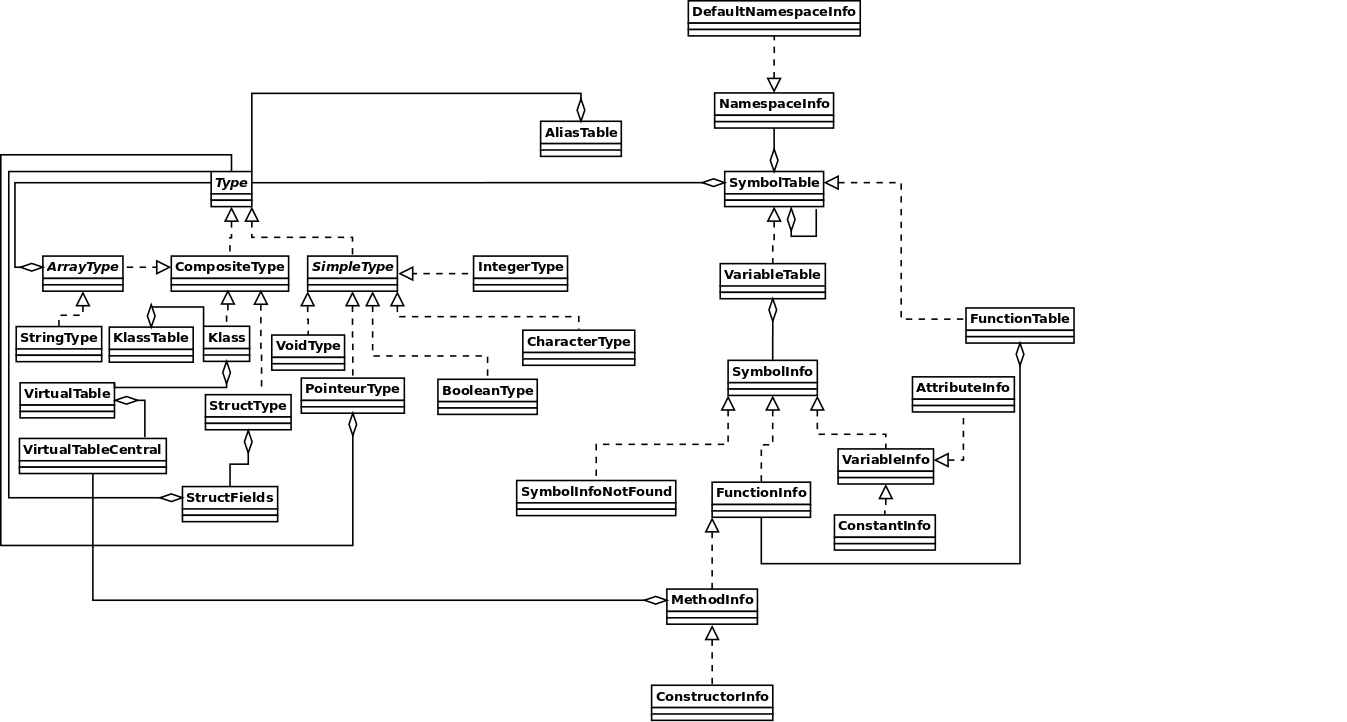 DefaultNamespaceInfo
NamespaceInfo
AliasTable
Type
SymbolTable
ArrayType
CompositeType
SimpleType
IntegerType
VariableTable
FunctionTable
StringType
KlassTable
Klass
VoidType
CharacterType
SymbolInfo
VirtualTable
StructType
PointeurType
BooleanType
AttributeInfo
VirtualTableCentral
VariableInfo
StructFields
SymbolInfoNotFound
FunctionInfo
ConstantInfo
MethodInfo
ConstructorInfo